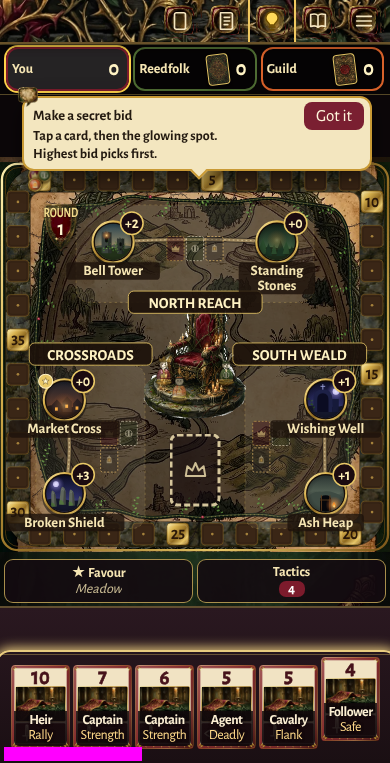 You 0 Reedfolk 0 Guild 0
Make a secret bid
Got it
Tap a card, then the glowing spot.
Highest bid picks first.
5
10
ROUND
1
+2
+0
Bell Tower
Standing
Stones
NORTH REACH
35
CROSSROADS
SOUTH WEALD
15
+0
+1
Market Cross
Wishing Well
+3
+1
30
Broken Shield
Ash Heap
25
20
★ Favour
Meadow
Tactics
4
10 7 6 5 5 4
Heir Captain Captain Agent Cavalry Follower
Rally Strength Strength Deadly Flank Safe